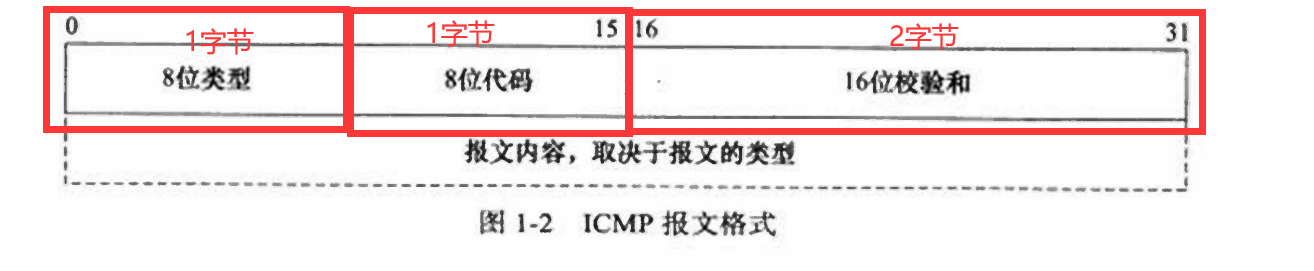 0 15 16 31
1字节 1字节 2字节
8位类型 8位代码 16位校验和
报文内容，取决于报文的类型
图 1-2 ICMP 报文格式